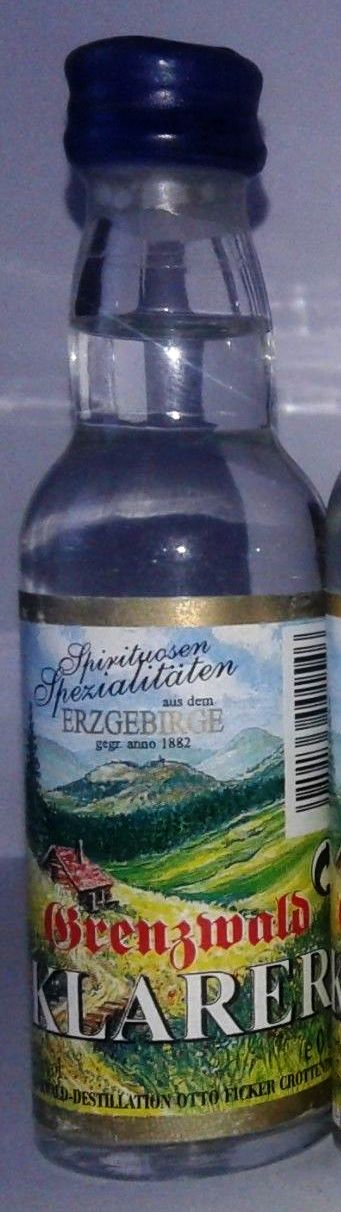 Spirituosen
Spezialitäten
aus dem
ERZGEBIRGE
gegr. anno 1882
Grenzwald
KLARER
DESTILLATION OTTO FICKER